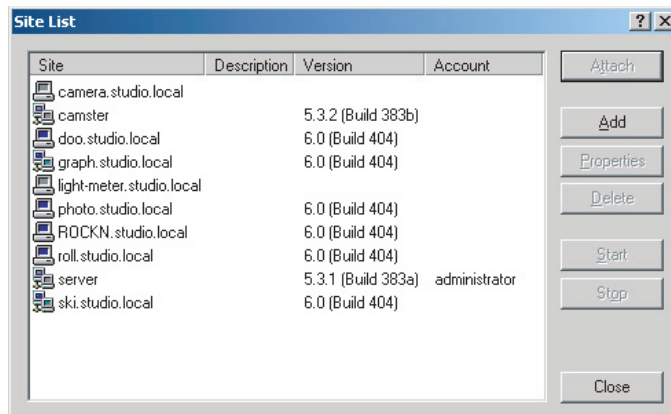 Site List
Site Description Version Account
camera.studio.local
camster 5.3.2 (Build 383b)
doo.studio.local 6.0 (Build 404)
graph.studio.local 6.0 (Build 404)
light-meter.studio.local
photo.studio.local 6.0 (Build 404)
ROCKN.studio.local 6.0 (Build 404)
roll.studio.local 6.0 (Build 404)
server 5.3.1 (Build 383a) administrator
ski.studio.local 6.0 (Build 404)
Attach
Add
Properties
Delete
Start
Stop
Close